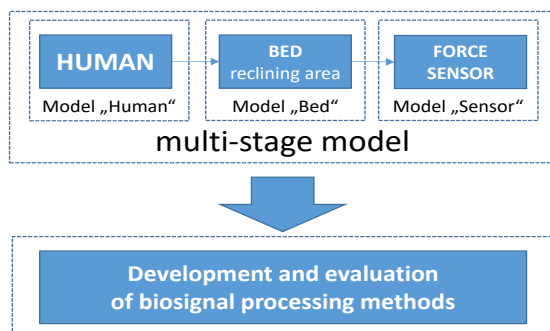 HUMAN
BED
reclining area
FORCE
SENSOR
Model „Human“
Model „Bed“
Model „Sensor“
multi-stage model
Development and evaluation
of biosignal processing methods